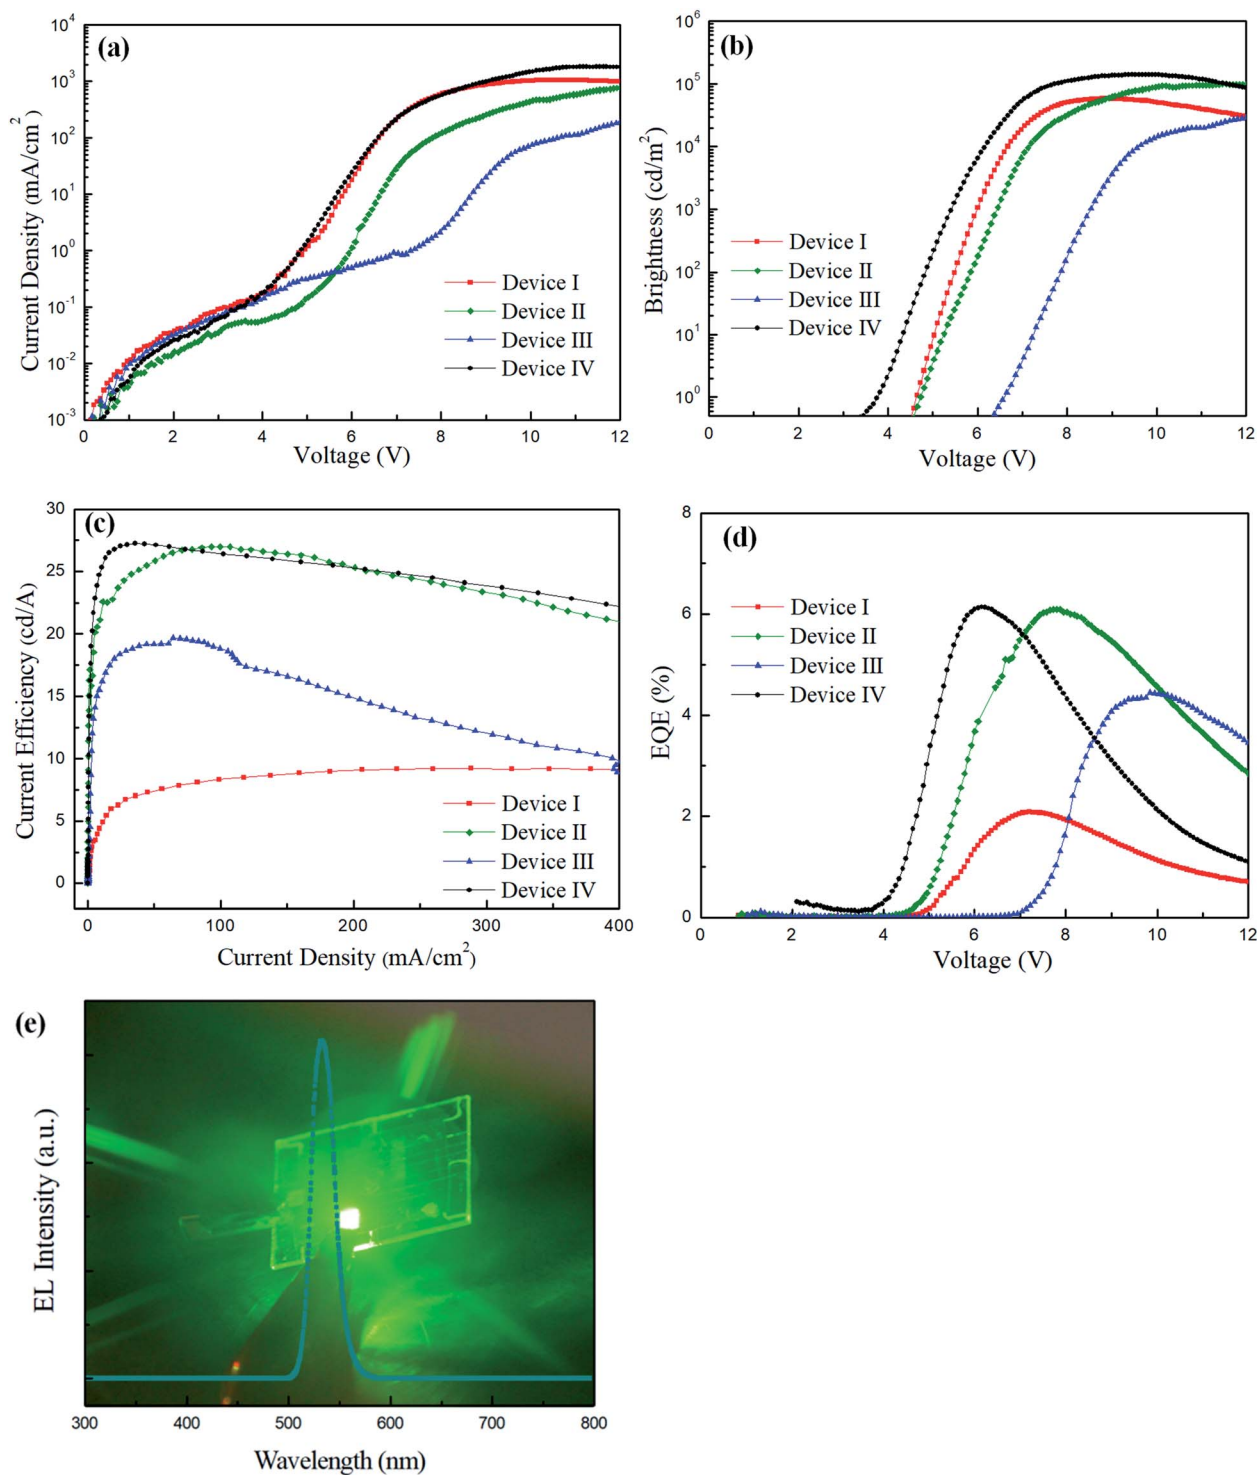 (a)
10^4
10^3
10^2
10^1
10^0
10^-1
10^-2
10^-3
Current Density (mA/cm^2)
Device I
Device II
Device III
Device IV
0 2 4 6 8 10 12
Voltage (V)
(b)
10^6
10^5
10^4
10^3
10^2
10^1
10^0
Brightness (cd/m^2)
Device I
Device II
Device III
Device IV
0 2 4 6 8 10 12
Voltage (V)
(c)
30
25
20
15
10
5
0
Current Efficiency (cd/A)
Device I
Device II
Device III
Device IV
0 100 200 300 400
Current Density (mA/cm^2)
(d)
8
6
4
2
0
EQE (%)
Device I
Device II
Device III
Device IV
0 2 4 6 8 10 12
Voltage (V)
(e)
EL Intensity (a.u.)
300 400 500 600 700 800
Wavelength (nm)